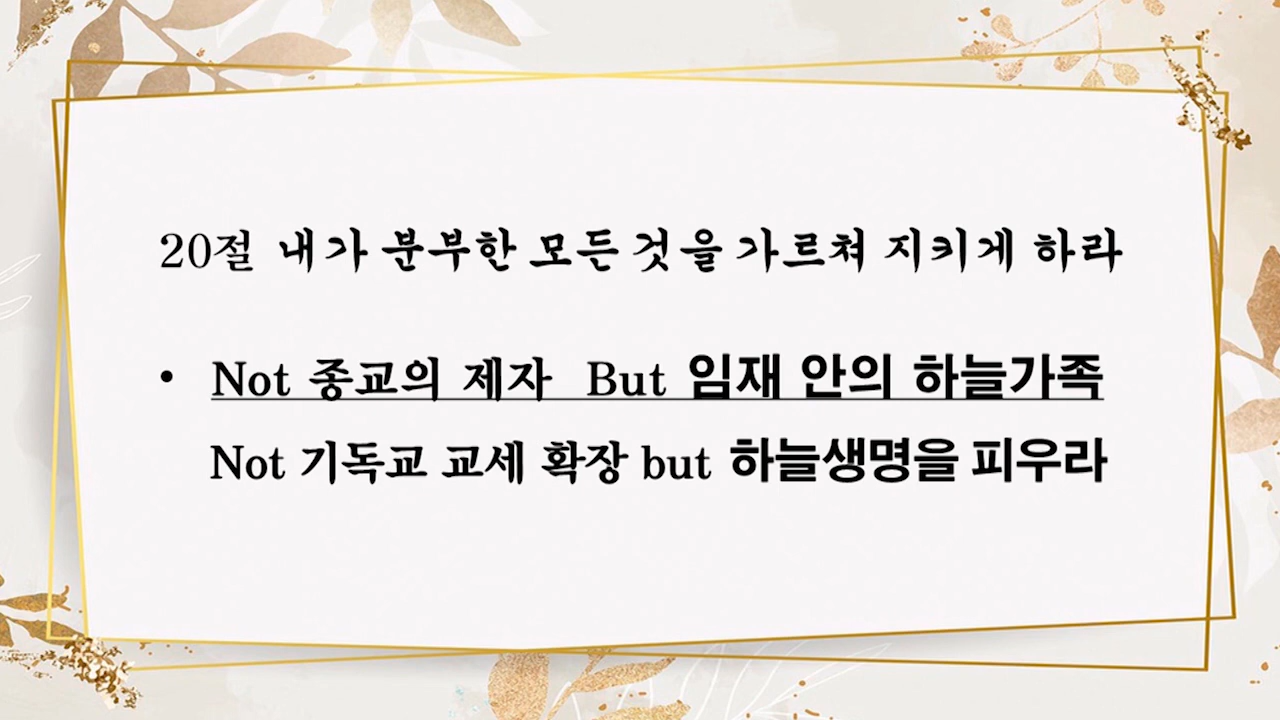 20절 내가 분부한 모든 것을 가르쳐 지키게 하라
• Not 종교의 제자 But 임재 안의 하늘가족
Not 기독교 교세 확장 but 하늘생명을 피우라